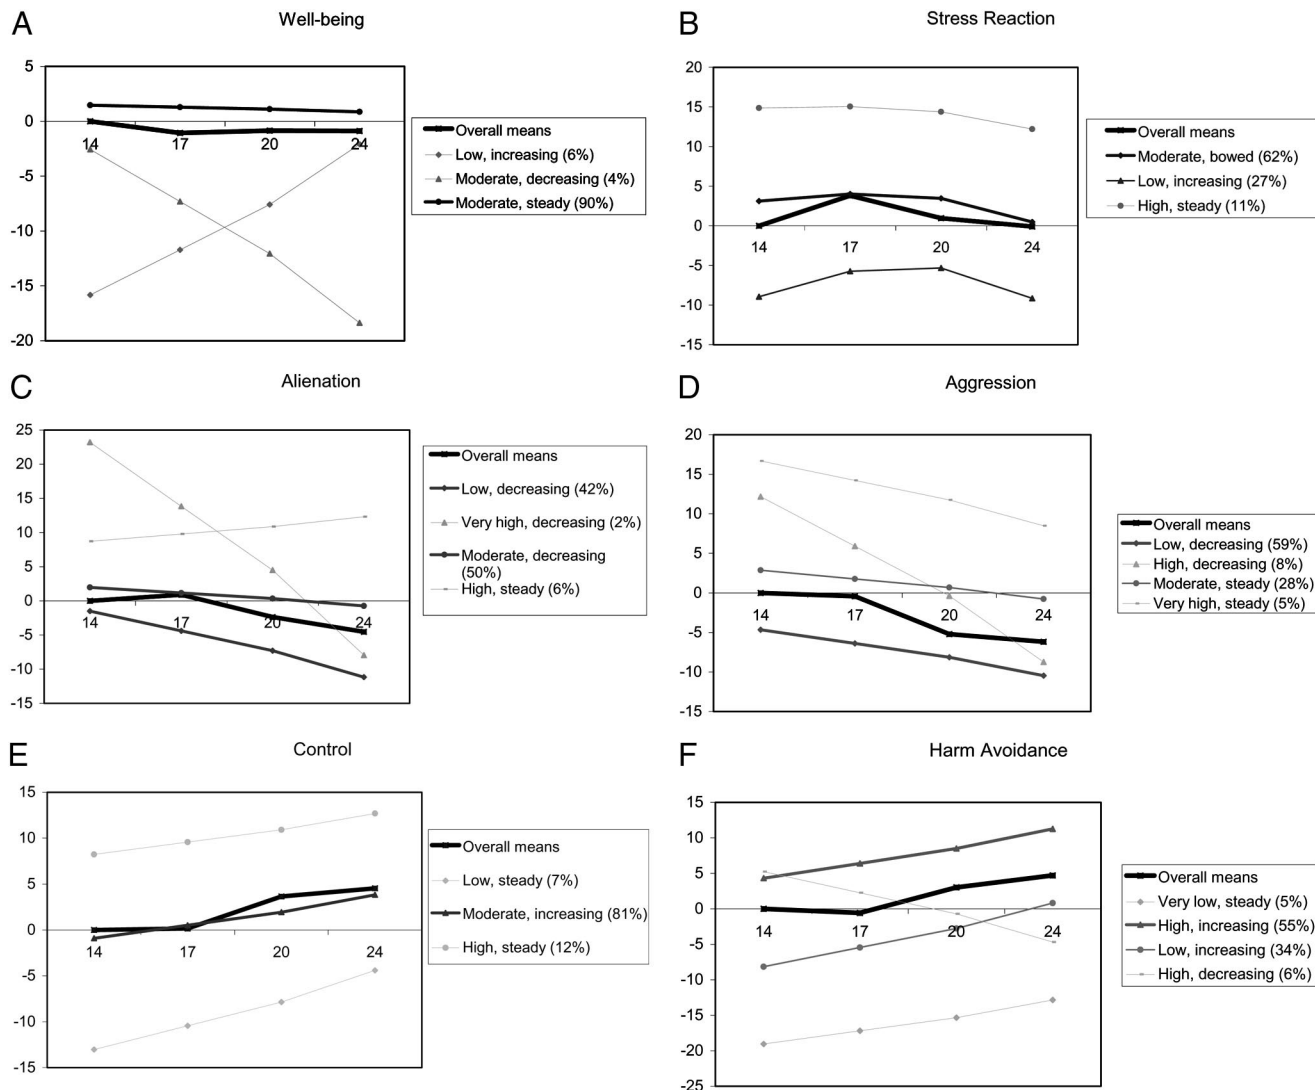 A
Well-being
5
0
-5
-10
-15
-20
14
17
20
24
Overall means
Low, increasing (6%)
Moderate, decreasing (4%)
Moderate, steady (90%)
B
Stress Reaction
20
15
10
5
0
-5
-10
-15
14
17
20
24
Overall means
Moderate, bowed (62%)
Low, increasing (27%)
High, steady (11%)
C
Alienation
25
20
15
10
5
0
-5
-10
-15
14
17
20
24
Overall means
Low, decreasing (42%)
Very high, decreasing (2%)
Moderate, decreasing
(50%)
High, steady (6%)
D
Aggression
20
15
10
5
0
-5
-10
-15
14
17
20
24
Overall means
Low, decreasing (59%)
High, decreasing (8%)
Moderate, steady (28%)
Very high, steady (5%)
E
Control
15
10
5
0
-5
-10
-15
14
17
20
24
Overall means
Low, steady (7%)
Moderate, increasing (81%)
High, steady (12%)
F
Harm Avoidance
15
10
5
0
-5
-10
-15
-20
-25
14
17
20
24
Overall means
Very low, steady (5%)
High, increasing (55%)
Low, increasing (34%)
High, decreasing (6%)